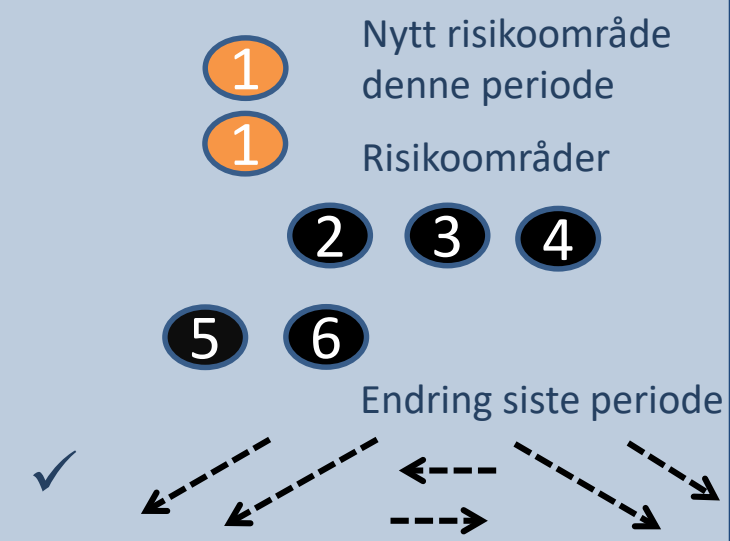 Nytt risikoområde
1
denne periode
1
Risikoområder
2 3 4
5 6
Endring siste periode